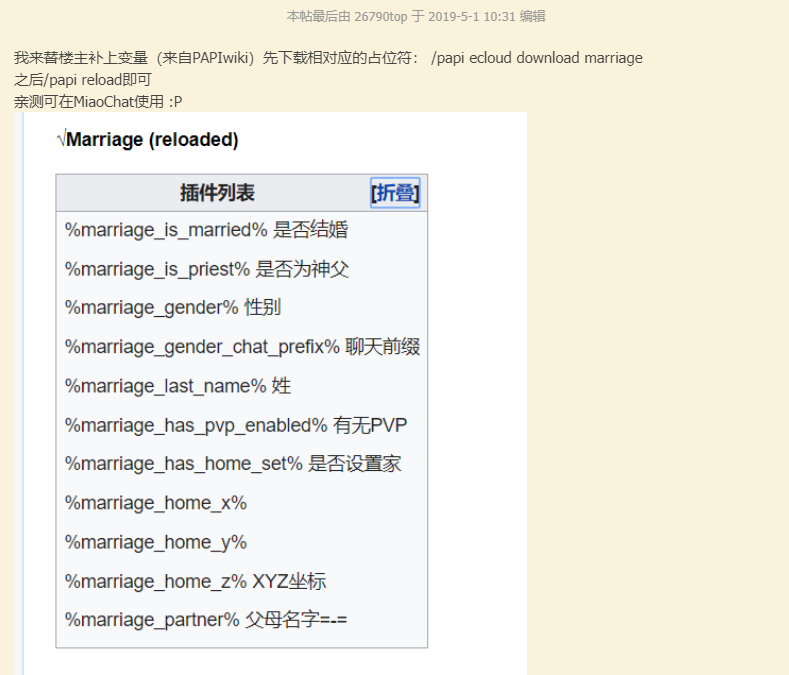 本帖最后由 26790top 于 2019-5-1 10:31 编辑
我来替楼主补上变量（来自PAPIwiki）先下载相对应的占位符： /papi ecloud download marriage
之后/papi reload即可
亲测可在MiaoChat使用 :P
√Marriage (reloaded)
插件列表 [折叠]
%marriage_is_married% 是否结婚
%marriage_is_priest% 是否为神父
%marriage_gender% 性别
%marriage_gender_chat_prefix% 聊天前缀
%marriage_last_name% 姓
%marriage_has_pvp_enabled% 有无PVP
%marriage_has_home_set% 是否设置家
%marriage_home_x%
%marriage_home_y%
%marriage_home_z% XYZ坐标
%marriage_partner% 父母名字=-=